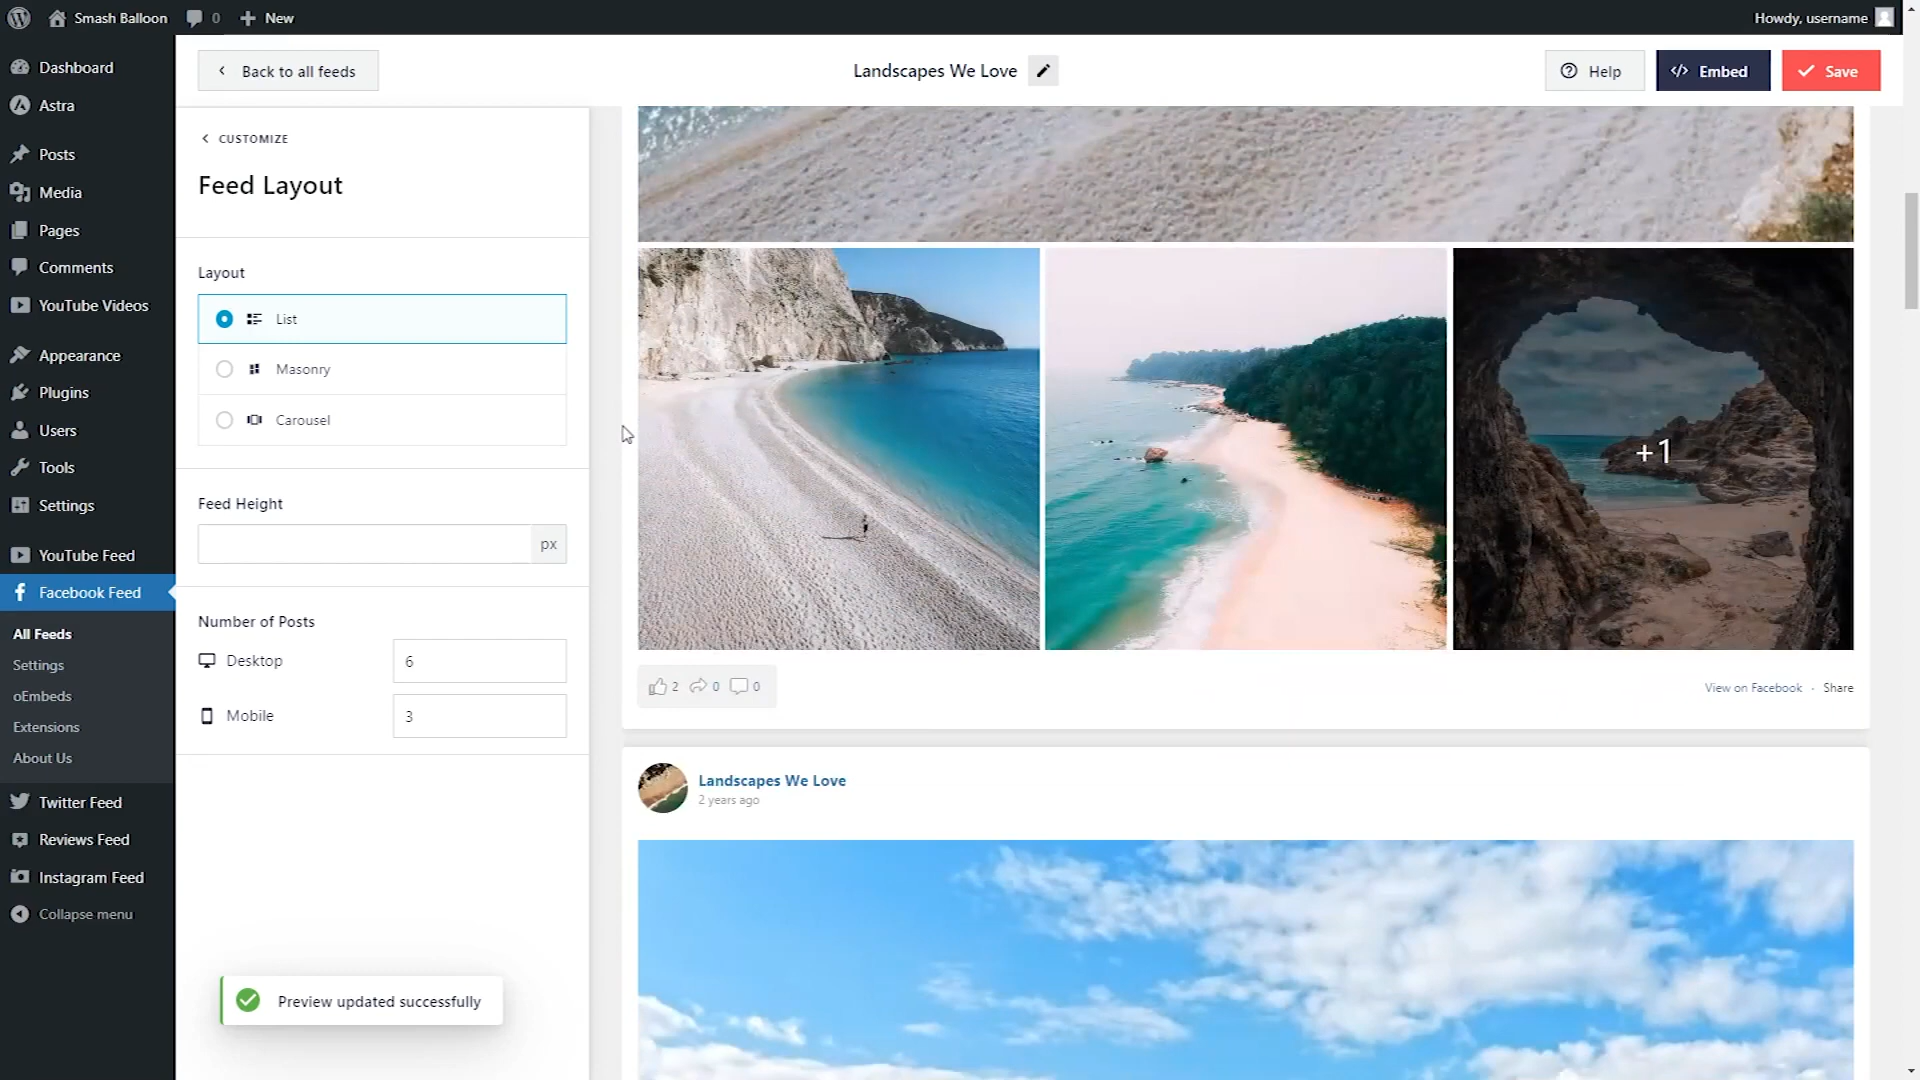 Smash Balloon
0
New
Howdy, username
Dashboard
Astra
Posts
Media
Pages
Comments
YouTube Videos
Appearance
Plugins
Users
Tools
Settings
YouTube Feed
Facebook Feed
All Feeds
Settings
oEmbeds
Extensions
About Us
Twitter Feed
Reviews Feed
Instagram Feed
Collapse menu
Back to all feeds
Landscapes We Love
Help
Embed
Save
CUSTOMIZE
Feed Layout
Layout
List
Masonry
Carousel
Feed Height
px
Number of Posts
Desktop
6
Mobile
3
Preview updated successfully
+1
2 0 0
View on Facebook · Share
Landscapes We Love
2 years ago